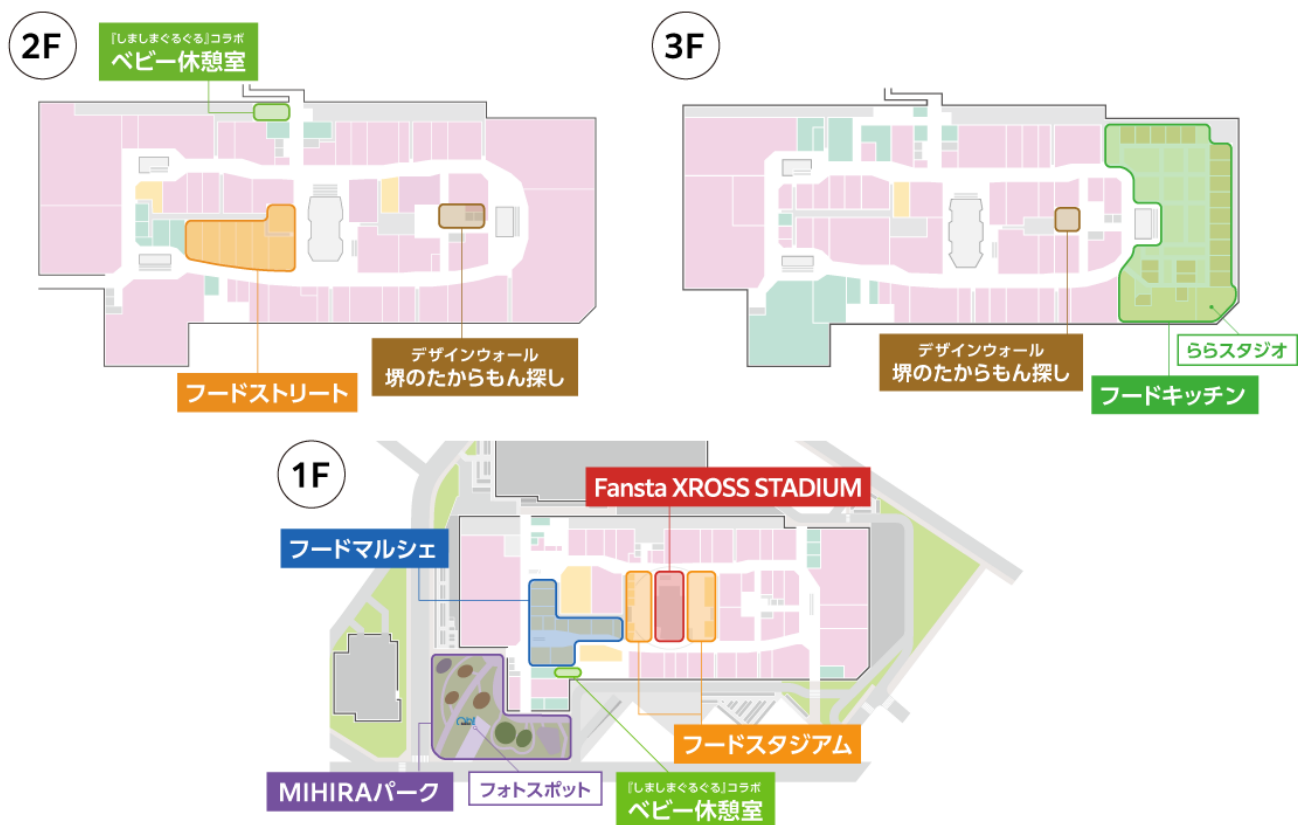 2F
『しましまぐるぐる』コラボ
ベビー休憩室
フードストリート
デザインウォール
堺のたからもん探し
3F
デザインウォール
堺のたからもん探し
ららスタジオ
フードキッチン
1F
Fansta XROSS STADIUM
フードマルシェ
フードスタジアム
MIHIRAパーク
フォトスポット
『しましまぐるぐる』コラボ
ベビー休憩室